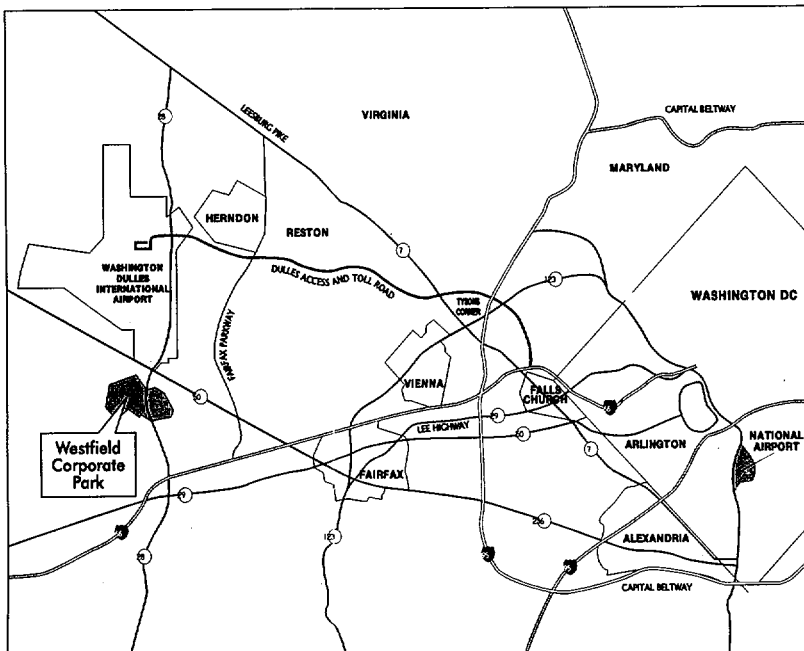 CAPITAL BELTWAY
VIRGINIA
LEESBURG PIKE
28
MARYLAND
HERNDON
RESTON
7
WASHINGTON
DULLES
INTERNATIONAL
AIRPORT
DULLES ACCESS AND TOLL ROAD
123
TYSONS
CORNER
WASHINGTON DC
FAIRFAX PARKWAY
VIENNA
FALLS
CHURCH
50
29
LEE HIGHWAY
50
Westfield
Corporate
Park
ARLINGTON
7
NATIONAL
AIRPORT
FAIRFAX
29
236
123
28
ALEXANDRIA
CAPITAL BELTWAY